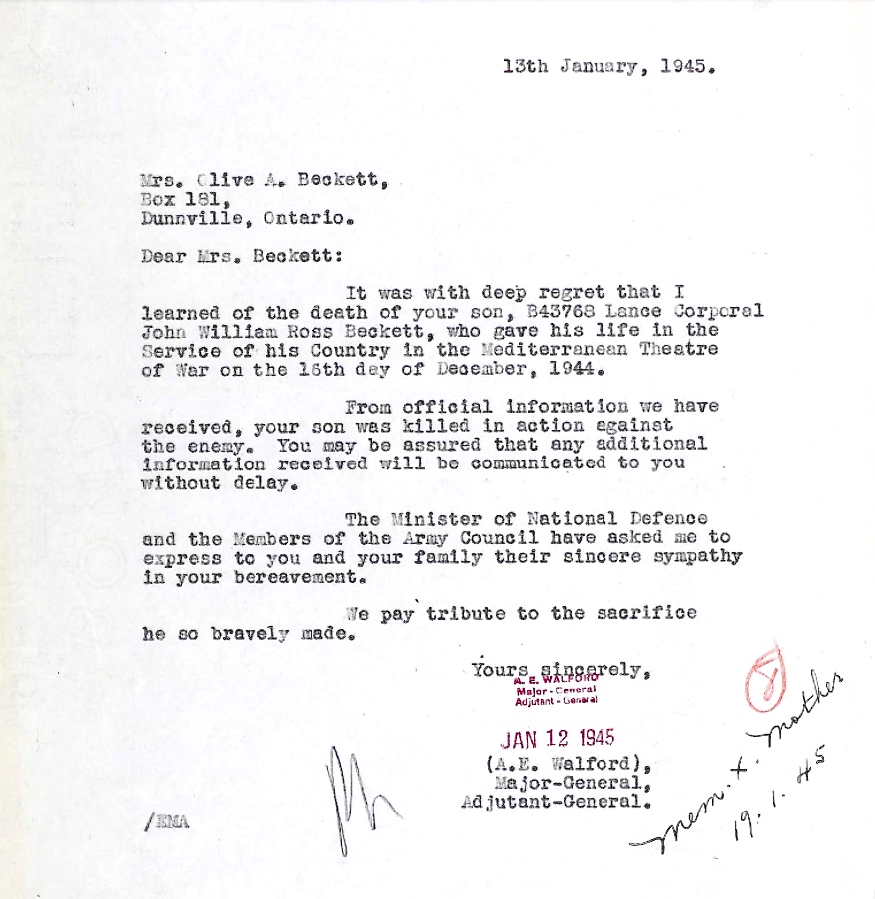 13th January, 1945.
Mrs. Olive A. Beckett,
Box 181,
Dunnville, Ontario.
Dear Mrs. Beckett:
It was with deep regret that I
learned of the death of your son, B43768 Lance Corporal
John William Ross Beckett, who gave his life in the
Service of his Country in the Mediterranean Theatre
of War on the 16th day of December, 1944.
From official information we have
received, your son was killed in action against
the enemy. You may be assured that any additional
information received will be communicated to you
without delay.
The Minister of National Defence
and the Members of the Army Council have asked me to
express to you and your family their sincere sympathy
in your bereavement.
We pay tribute to the sacrifice
he so bravely made.
Yours sincerely,
A. E. WALFORD
Major - General
Adjutant - General
JAN 12 1945
(A.E. Walford),
Major-General,
Adjutant-General.
/EMA
8
Mem. X. Mother
19. 1. 45